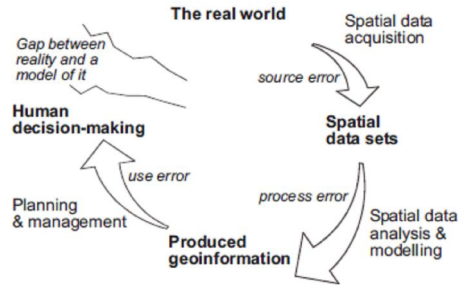 The real world
Spatial data
acquisition
source error
Gap between
reality and a
model of it
Human
decision-making
Spatial
data sets
use error
process error
Planning
& management
Spatial data
analysis &
modelling
Produced
geoinformation